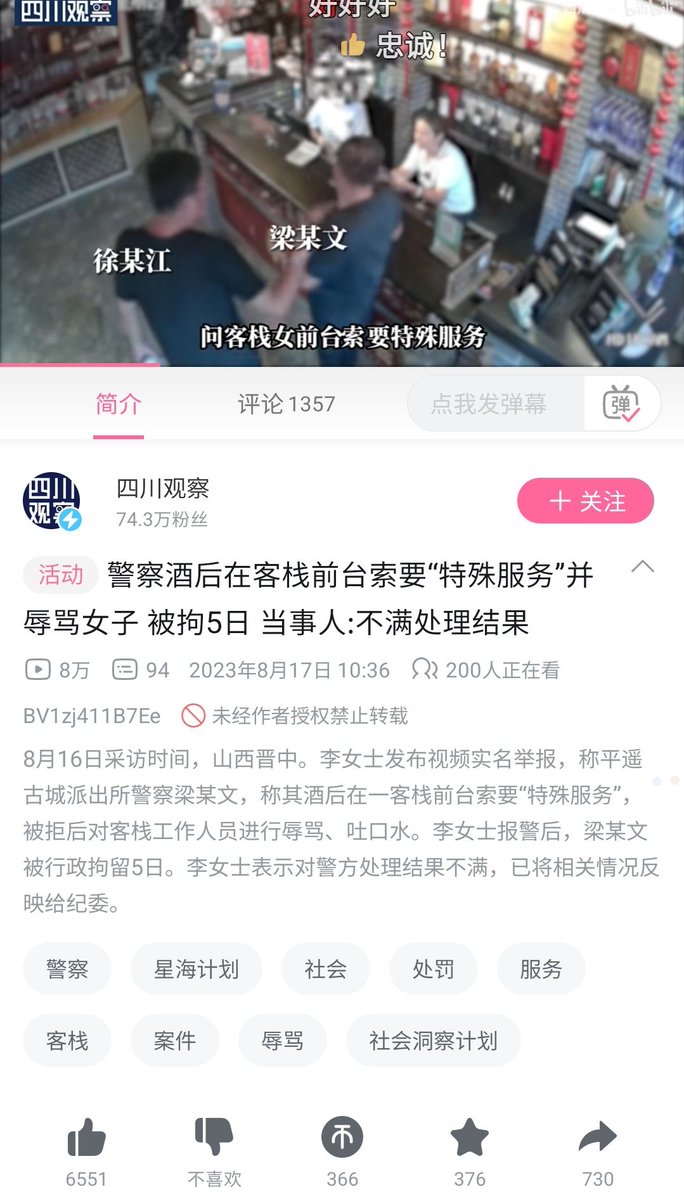 四川观察
好好好
忠诚!
bilibili
徐某江
梁某文
问客栈女前台索要特殊服务
简介
评论 1357
点我发弹幕
弹
四川观察
74.3万粉丝
＋ 关注
四川观察
活动 警察酒后在客栈前台索要“特殊服务”并
辱骂女子 被拘5日 当事人:不满处理结果
8万 94 2023年8月17日 10:36 200人正在看
BV1zj411B7Ee 未经作者授权禁止转载
8月16日采访时间，山西晋中。李女士发布视频实名举报，称平遥
古城派出所警察梁某文，称其酒后在一客栈前台索要“特殊服务”，
被拒后对客栈工作人员进行辱骂、吐口水。李女士报警后，梁某文
被行政拘留5日。李女士表示对警方处理结果不满，已将相关情况反
映给纪委。
警察 星海计划 社会 处罚 服务
客栈 案件 辱骂 社会洞察计划
6551 不喜欢 366 376 730